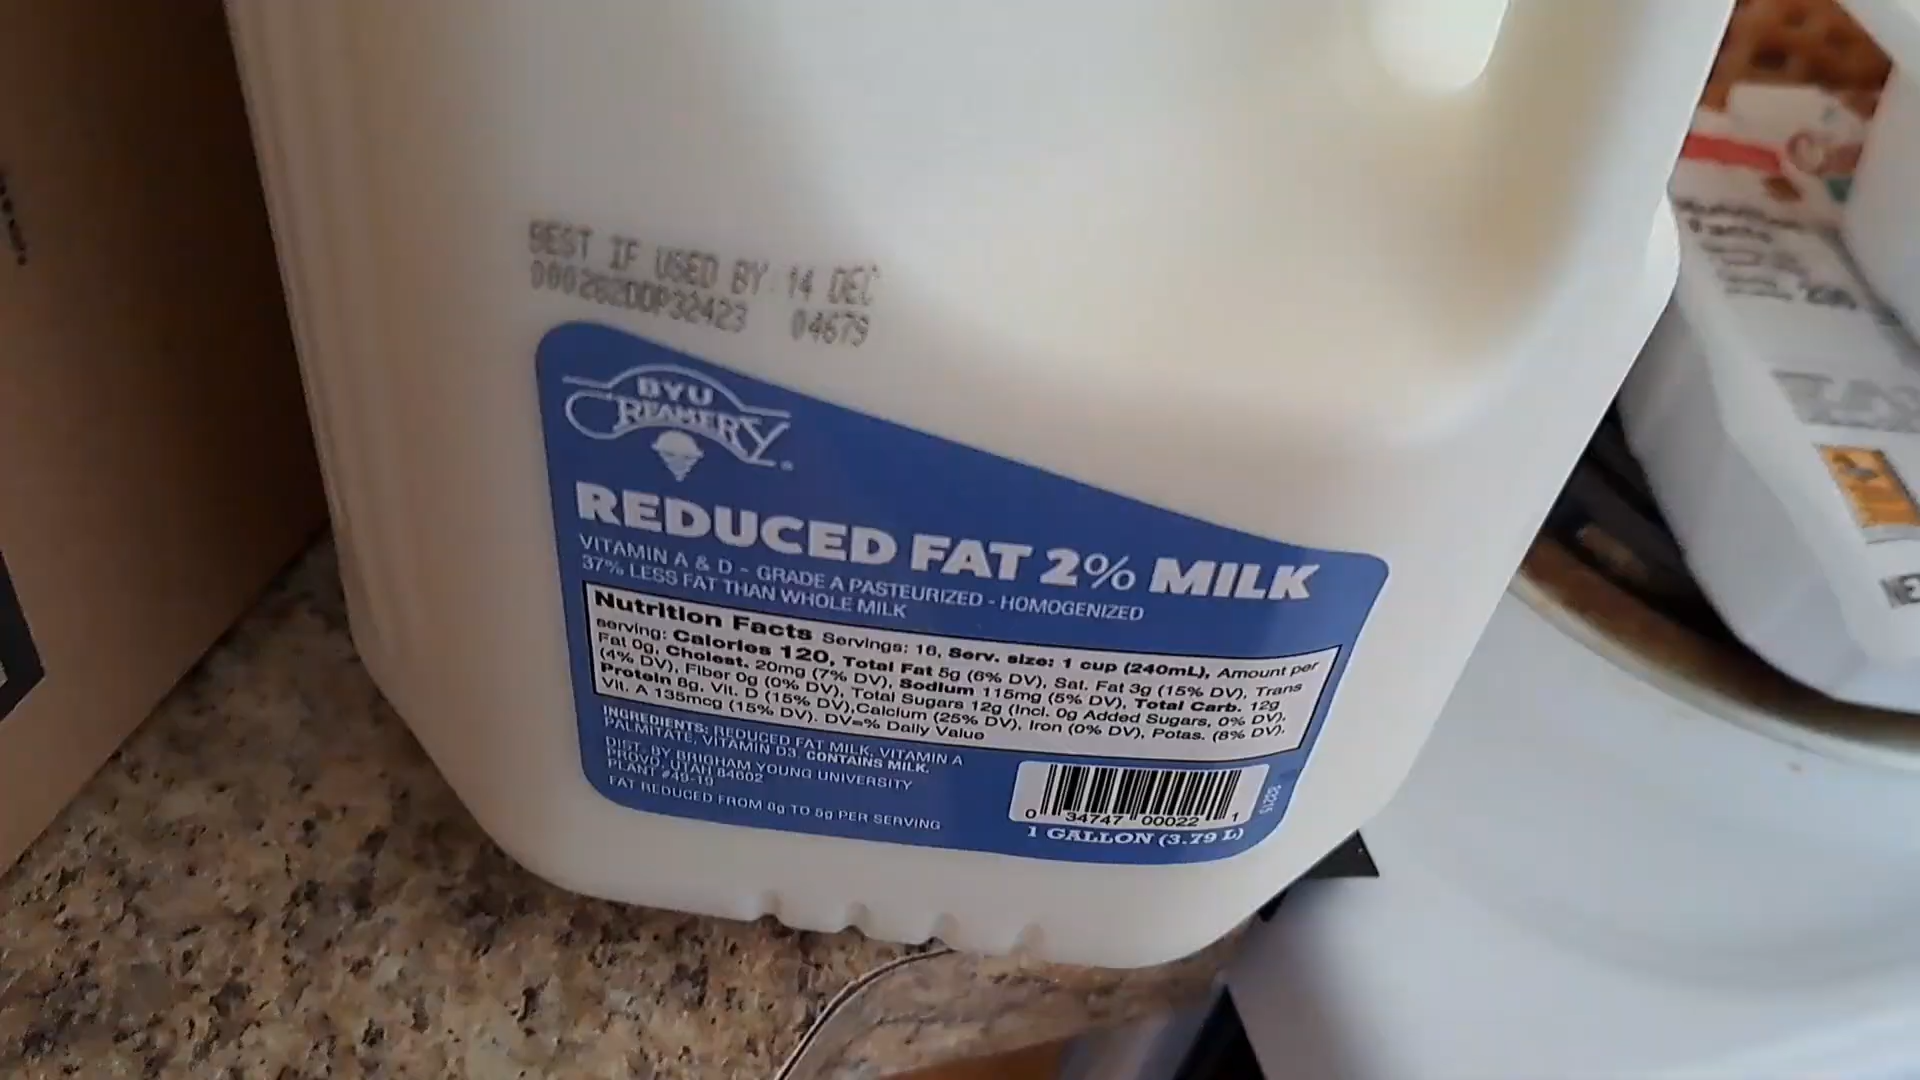 BEST IF USED BY 14 DEC
04679
BYU
CREAMERY
REDUCED FAT 2% MILK
VITAMIN A & D - GRADE A PASTEURIZED - HOMOGENIZED
37% LESS FAT THAN WHOLE MILK
Nutrition Facts Servings: 16, Serv. size: 1 cup (240mL), Amount per
serving: Calories 120, Total Fat 5g (6% DV), Sat. Fat 3g (15% DV), Trans
Fat 0g, Cholest. 20mg (7% DV), Sodium 115mg (5% DV), Total Carb. 12g
(4% DV), Fiber 0g (0% DV), Total Sugars 12g (Incl. 0g Added Sugars, 0% DV),
Protein 8g, Vit. D (15% DV),Calcium (25% DV), Iron (0% DV), Potas. (8% DV),
Vit. A 135mcg (15% DV). DV=% Daily Value
INGREDIENTS: REDUCED FAT MILK, VITAMIN A
PALMITATE, VITAMIN D3. CONTAINS MILK.
DIST. BY BRIGHAM YOUNG UNIVERSITY
PROVO, UTAH 84602
PLANT #49-19
FAT REDUCED FROM 8g TO 5g PER SERVING
0 34747 00022 1
1 GALLON (3.79 L)